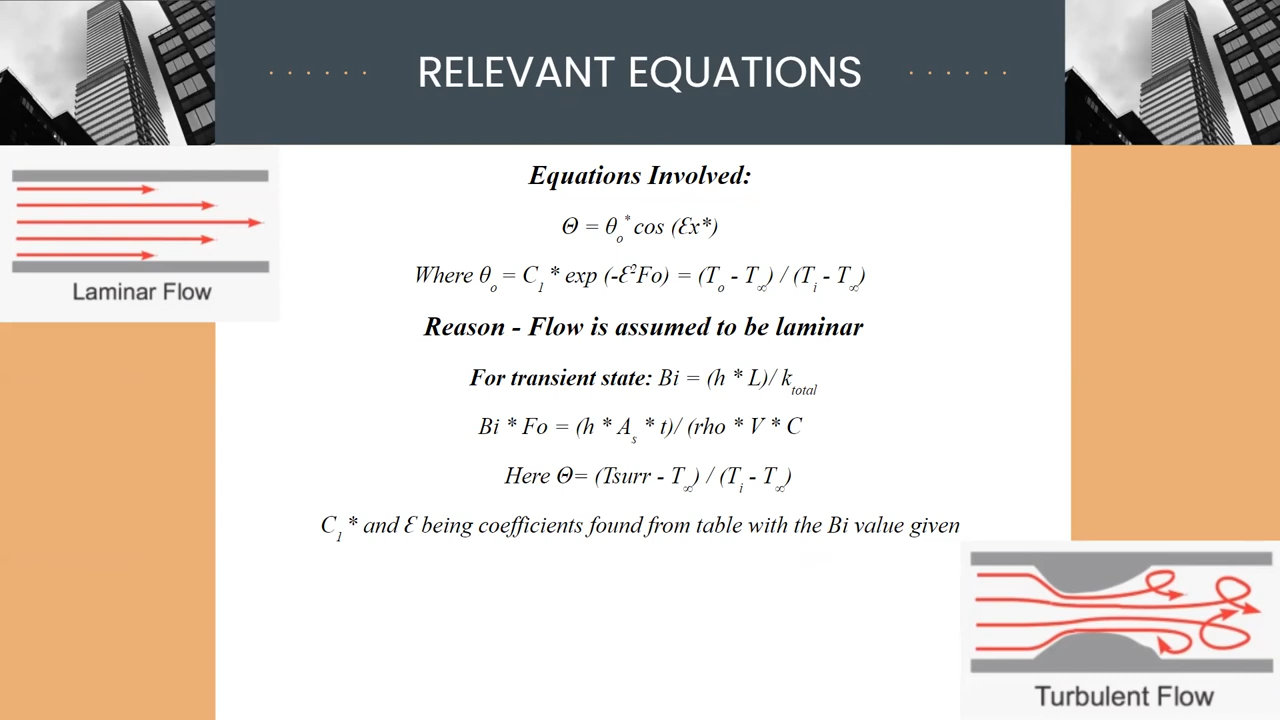 RELEVANT EQUATIONS
Equations Involved:
Θ = θₒ* cos (Ɛx*)
Where θₒ = C₁ * exp (-Ɛ²Fo) = (Tₒ - T∞) / (Tᵢ - T∞)
Laminar Flow
Reason - Flow is assumed to be laminar
For transient state: Bi = (h * L)/ k total
Bi * Fo = (h * Aₛ * t)/ (rho * V * C
Here Θ= (Tsurr - T∞) / (Tᵢ - T∞)
C₁ * and Ɛ being coefficients found from table with the Bi value given
Turbulent Flow